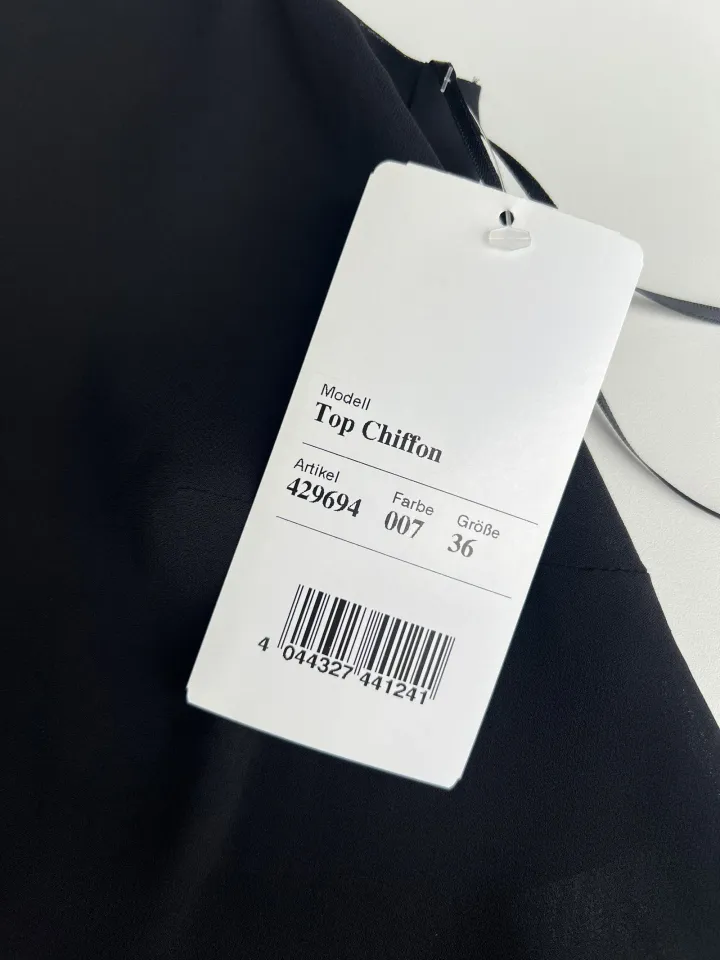 Modell
Top Chiffon
Artikel Farbe Größe
429694 007 36
4 044327 441241